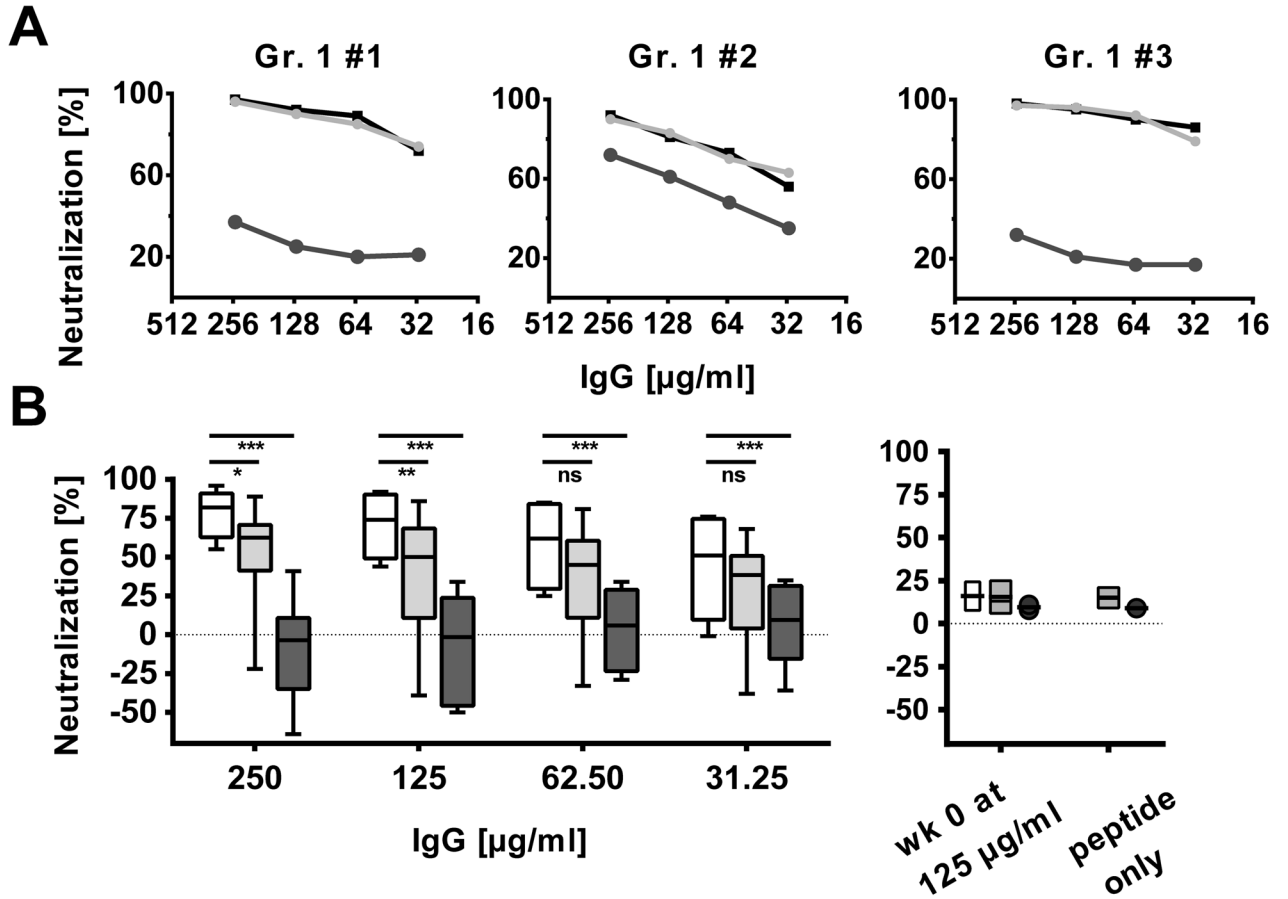 A
Gr. 1 #1 Gr. 1 #2 Gr. 1 #3
Neutralization [%]
100
60
20
512 256 128 64 32 16
100
60
20
512 256 128 64 32 16
100
60
20
512 256 128 64 32 16
IgG [µg/ml]
B
Neutralization [%]
*** *** *** ***
* ** ns ns
100
75
50
25
0
-25
-50
250 125 62.50 31.25
IgG [µg/ml]
100
75
50
25
0
-25
-50
wk 0 at
125 µg/ml
peptide
only